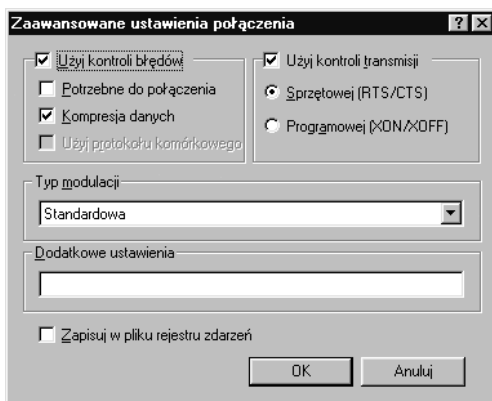 Zaawansowane ustawienia połączenia
Użyj kontroli błędów
Potrzebne do połączenia
Kompresja danych
Użyj protokołu komórkowego
Użyj kontroli transmisji
Sprzętowej (RTS/CTS)
Programowej (XON/XOFF)
Typ modulacji
Standardowa
Dodatkowe ustawienia
Zapisuj w pliku rejestru zdarzeń
OK
Anuluj